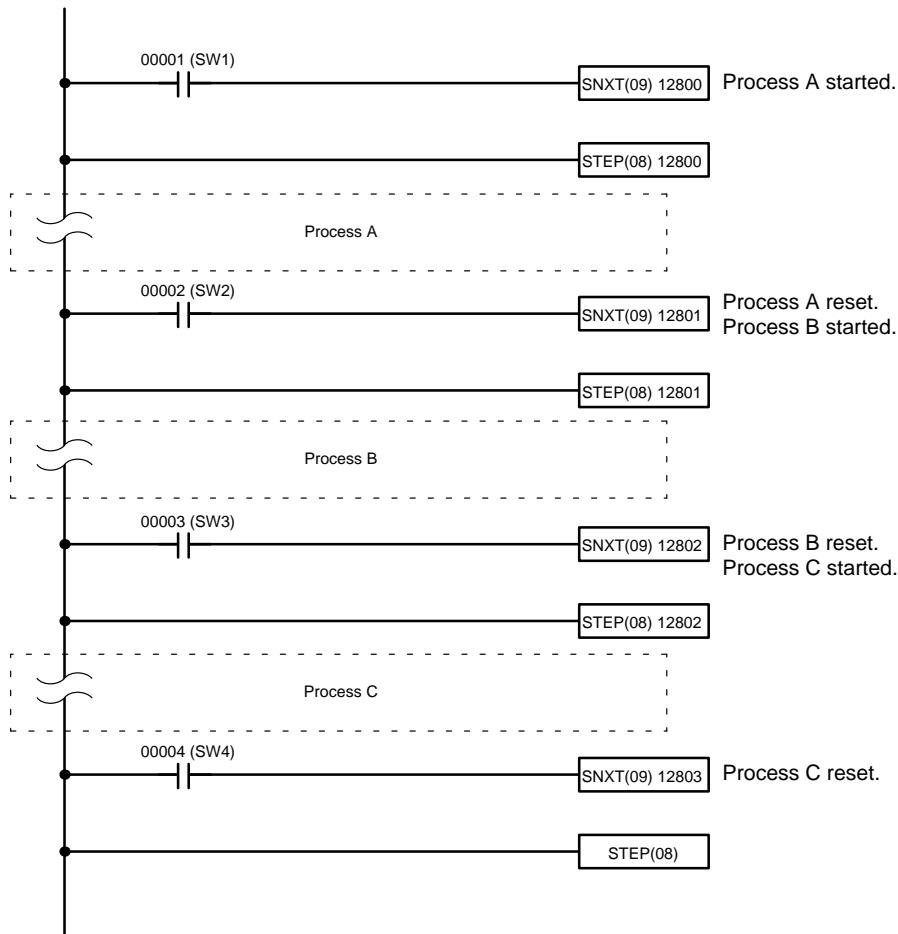 00001 (SW1)
SNXT(09) 12800 Process A started.
STEP(08) 12800
Process A
00002 (SW2)
SNXT(09) 12801 Process A reset.
Process B started.
STEP(08) 12801
Process B
00003 (SW3)
SNXT(09) 12802 Process B reset.
Process C started.
STEP(08) 12802
Process C
00004 (SW4)
SNXT(09) 12803 Process C reset.
STEP(08)